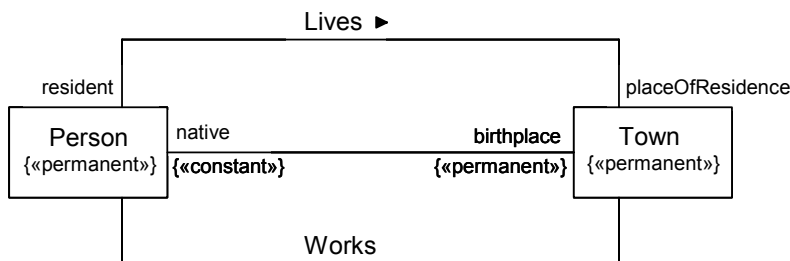 Lives ►
resident
placeOfResidence
Person
{«permanent»}
native
{«constant»}
birthplace
{«permanent»}
Town
{«permanent»}
Works